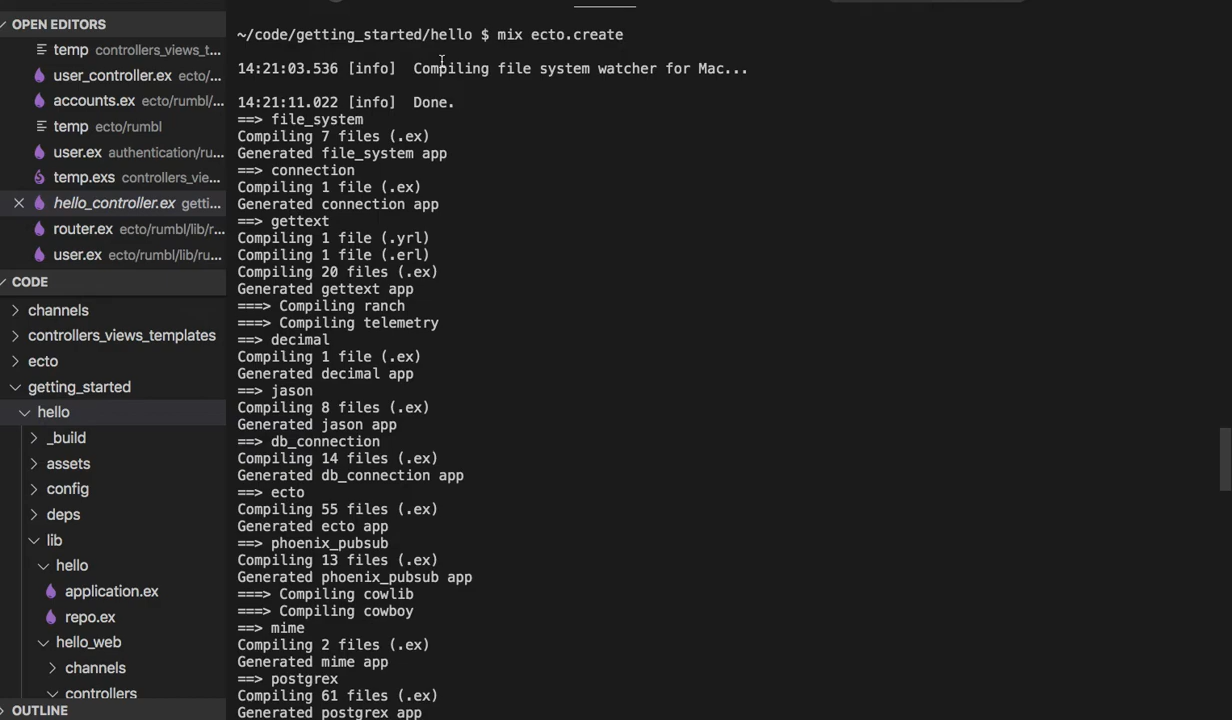 OPEN EDITORS
temp controllers_views_t...
user_controller.ex ecto/r...
accounts.ex ecto/rumbl/...
temp ecto/rumbl
user.ex authentication/ru...
temp.exs controllers_vie...
hello_controller.ex getti...
router.ex ecto/rumbl/lib/r...
user.ex ecto/rumbl/lib/ru...
CODE
channels
controllers_views_templates
ecto
getting_started
hello
_build
assets
config
deps
lib
hello
application.ex
repo.ex
hello_web
channels
controllers
OUTLINE
~/code/getting_started/hello $ mix ecto.create
14:21:03.536 [info]  Compiling file system watcher for Mac...
14:21:11.022 [info]  Done.
==> file_system
Compiling 7 files (.ex)
Generated file_system app
==> connection
Compiling 1 file (.ex)
Generated connection app
==> gettext
Compiling 1 file (.yrl)
Compiling 1 file (.erl)
Compiling 20 files (.ex)
Generated gettext app
===> Compiling ranch
===> Compiling telemetry
==> decimal
Compiling 1 file (.ex)
Generated decimal app
==> jason
Compiling 8 files (.ex)
Generated jason app
==> db_connection
Compiling 14 files (.ex)
Generated db_connection app
==> ecto
Compiling 55 files (.ex)
Generated ecto app
==> phoenix_pubsub
Compiling 13 files (.ex)
Generated phoenix_pubsub app
===> Compiling cowlib
===> Compiling cowboy
==> mime
Compiling 2 files (.ex)
Generated mime app
==> postgrex
Compiling 61 files (.ex)
Generated postgrex app